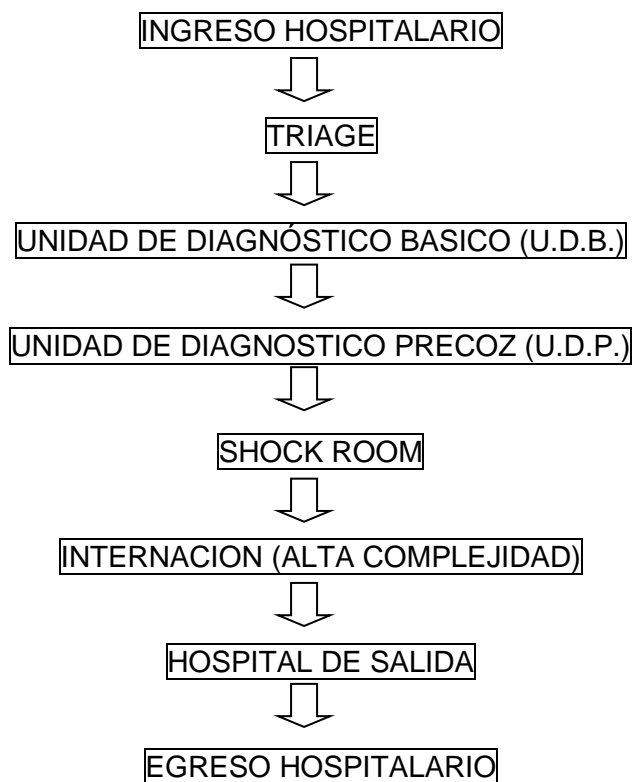 INGRESO HOSPITALARIO
TRIAGE
UNIDAD DE DIAGNÓSTICO BASICO (U.D.B.)
UNIDAD DE DIAGNOSTICO PRECOZ (U.D.P.)
SHOCK ROOM
INTERNACION (ALTA COMPLEJIDAD)
HOSPITAL DE SALIDA
EGRESO HOSPITALARIO